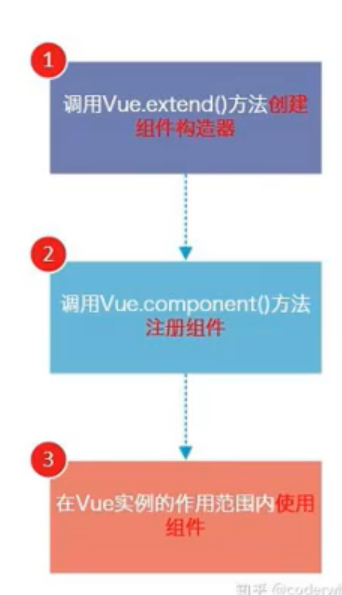 1
调用Vue.extend()方法创建
组件构造器
2
调用Vue.component()方法
注册组件
3
在Vue实例的作用范围内使用
组件
知乎 @coderwh